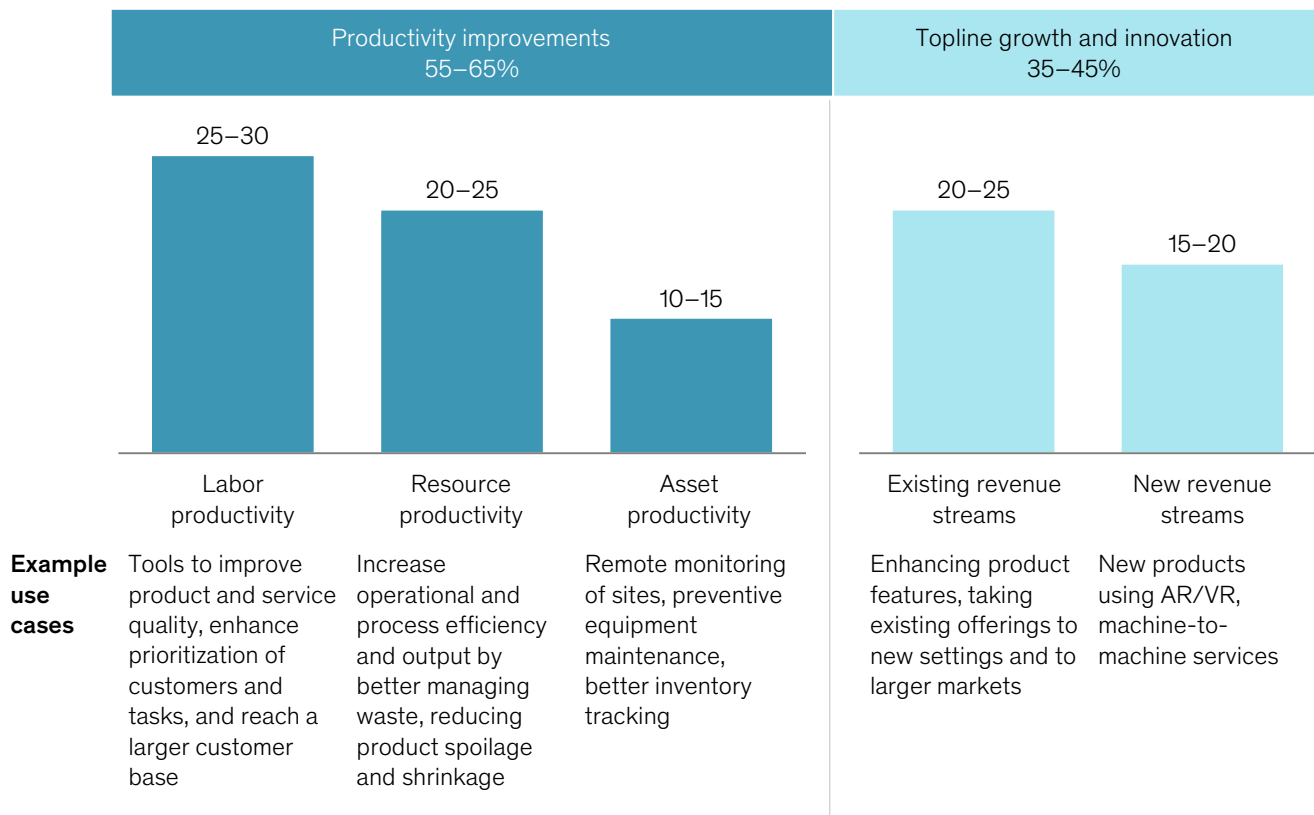 Productivity improvements
55–65%
Topline growth and innovation
35–45%
25–30
20–25
10–15
20–25
15–20
Labor
productivity
Resource
productivity
Asset
productivity
Existing revenue
streams
New revenue
streams
Example
use
cases
Tools to improve
product and service
quality, enhance
prioritization of
customers and
tasks, and reach a
larger customer
base
Increase
operational and
process efficiency
and output by
better managing
waste, reducing
product spoilage
and shrinkage
Remote monitoring
of sites, preventive
equipment
maintenance,
better inventory
tracking
Enhancing product
features, taking
existing offerings to
new settings and to
larger markets
New products
using AR/VR,
machine-to-
machine services